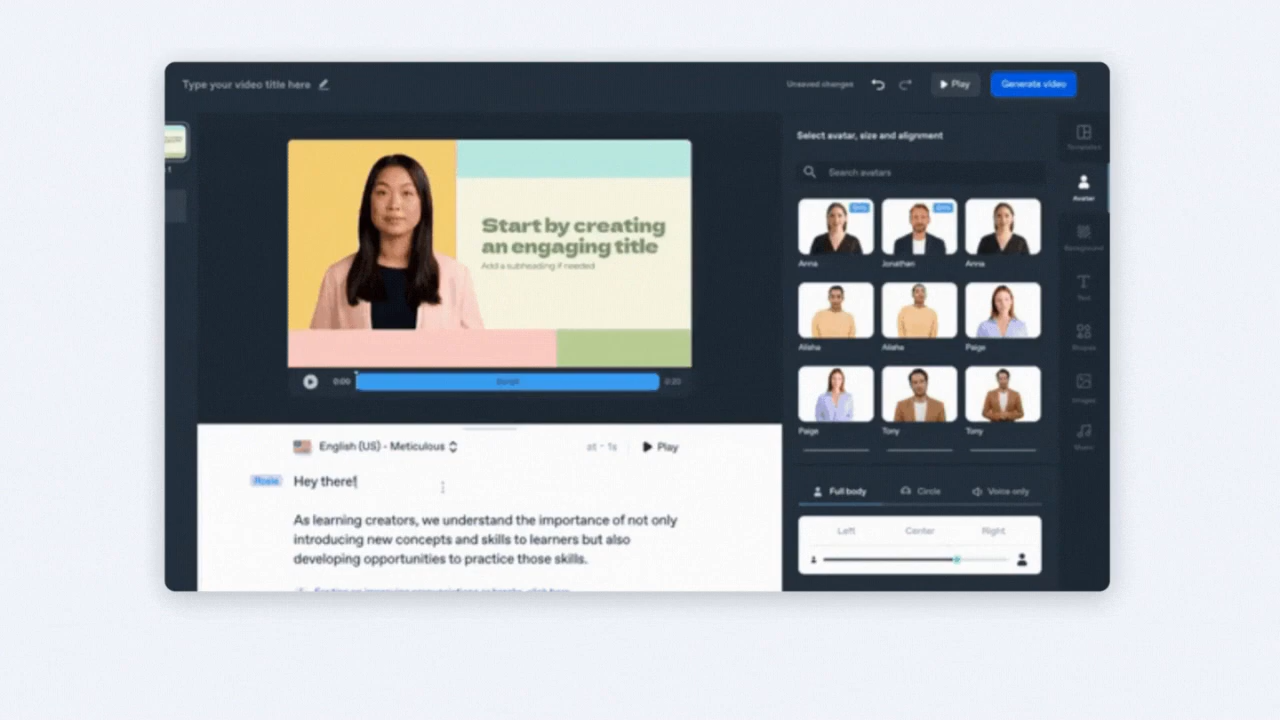 Type your video title here
Unsaved changes
Play
Generate video
Start by creating
an engaging title
Add a subheading if needed
0:00
Script
0:20
English (US) - Meticulous
Play
Rosie
Hey there!
As learning creators, we understand the importance of not only
introducing new concepts and skills to learners but also
developing opportunities to practice those skills.
Select avatar, size and alignment
Search avatars
Anna
Jonathan
Anna
Alisha
Alisha
Paige
Paige
Tony
Tony
Full body
Circle
Voice only
Left
Center
Right
Templates
Avatar
Background
Text
Shapes
Images
Music